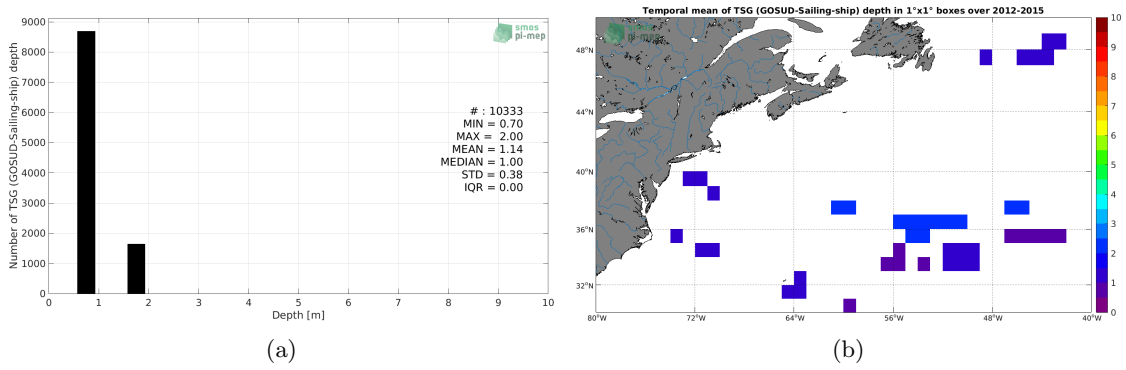 9000
8000
7000
6000
5000
4000
3000
2000
1000
0
Number of TSG (GOSUD-Sailing-ship) depth
smos
pi-mep
# : 10333
MIN = 0.70
MAX = 2.00
MEAN = 1.14
MEDIAN = 1.00
STD = 0.38
IQR = 0.00
0 1 2 3 4 5 6 7 8 9 10
Depth [m]
(a)
Temporal mean of TSG (GOSUD-Sailing-ship) depth in 1°x1° boxes over 2012-2015
smos
pi-mep
48°N
44°N
40°N
36°N
32°N
80°W 72°W 64°W 56°W 48°W 40°W
10
9
8
7
6
5
4
3
2
1
0
(b)